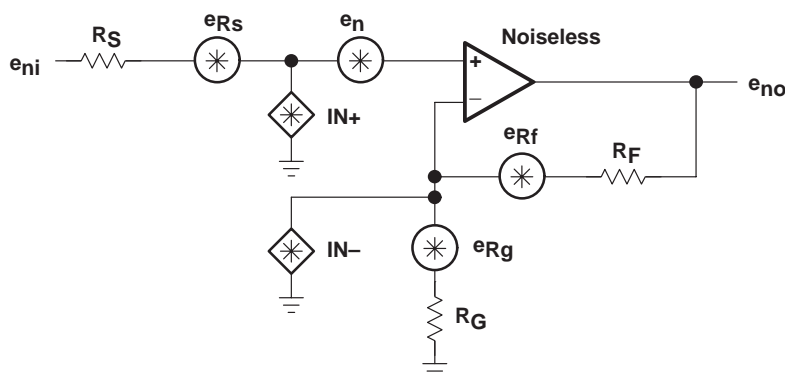 eRs
en
Noiseless
RS
eni
+
eno
IN+
–
eRf
RF
IN–
eRg
RG